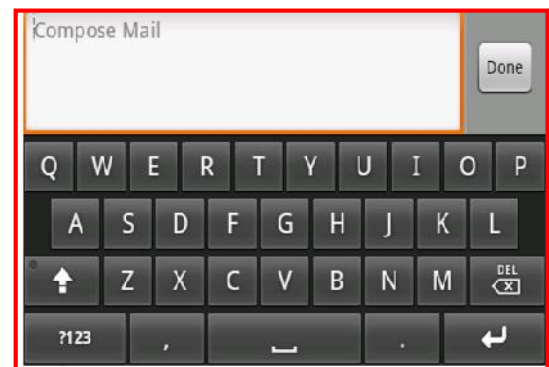 Compose Mail
Done
Q W E R T Y U I O P
A S D F G H J K L
Z X C V B N M DEL
?123 , .